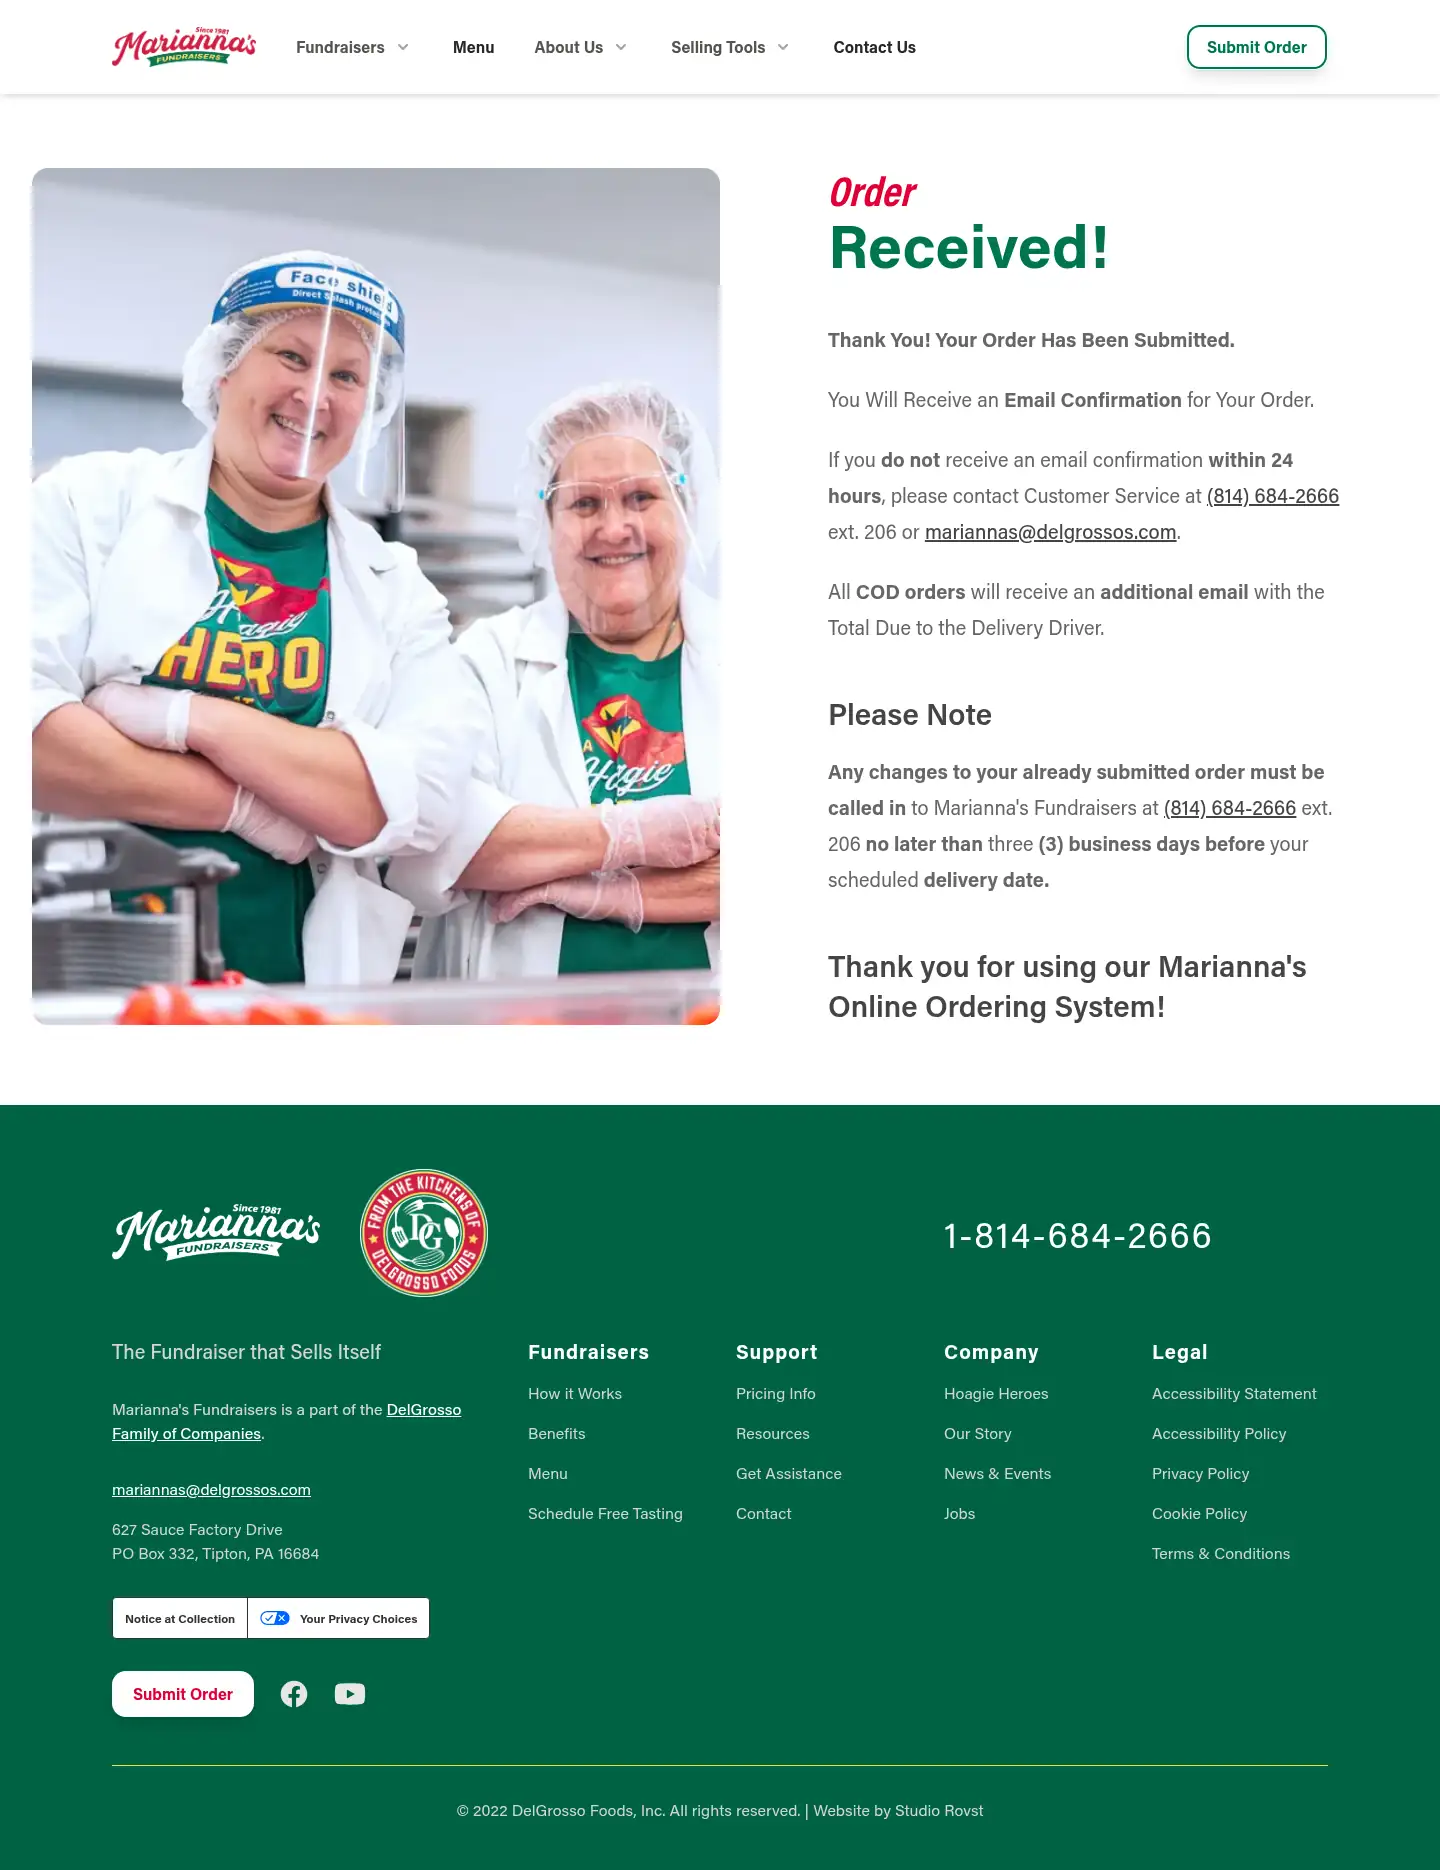 Since 1981
Marianna's
FUNDRAISERS
Fundraisers
Menu
About Us
Selling Tools
Contact Us
Submit Order
Face shield
Direct Splash
Hoagie
HERO
A
Hogie
Order
Received!
Thank You! Your Order Has Been Submitted.
You Will Receive an Email Confirmation for Your Order.
If you do not receive an email confirmation within 24
hours, please contact Customer Service at (814) 684-2666
ext. 206 or mariannas@delgrossos.com.
All COD orders will receive an additional email with the
Total Due to the Delivery Driver.
Please Note
Any changes to your already submitted order must be
called in to Marianna's Fundraisers at (814) 684-2666 ext.
206 no later than three (3) business days before your
scheduled delivery date.
Thank you for using our Marianna's
Online Ordering System!
Since 1981
Marianna's
FUNDRAISERS
FROM THE KITCHENS OF
DG
DELGROSSO FOODS
1-814-684-2666
The Fundraiser that Sells Itself
Marianna's Fundraisers is a part of the DelGrosso
Family of Companies.
mariannas@delgrossos.com
627 Sauce Factory Drive
PO Box 332, Tipton, PA 16684
Notice at Collection
Your Privacy Choices
Submit Order
Fundraisers
How it Works
Benefits
Menu
Schedule Free Tasting
Support
Pricing Info
Resources
Get Assistance
Contact
Company
Hoagie Heroes
Our Story
News & Events
Jobs
Legal
Accessibility Statement
Accessibility Policy
Privacy Policy
Cookie Policy
Terms & Conditions
© 2022 DelGrosso Foods, Inc. All rights reserved. | Website by Studio Rovst